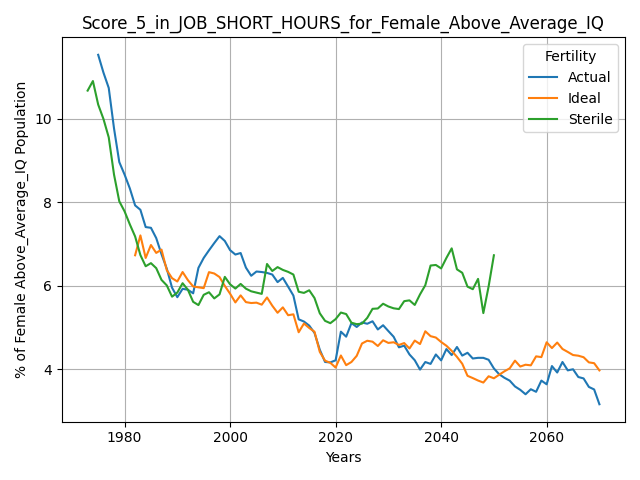 Score_5_in_JOB_SHORT_HOURS_for_Female_Above_Average_IQ
Fertility
Actual
Ideal
Sterile
% of Female Above_Average_IQ Population
10
8
6
4
1980
2000
2020
2040
2060
Years